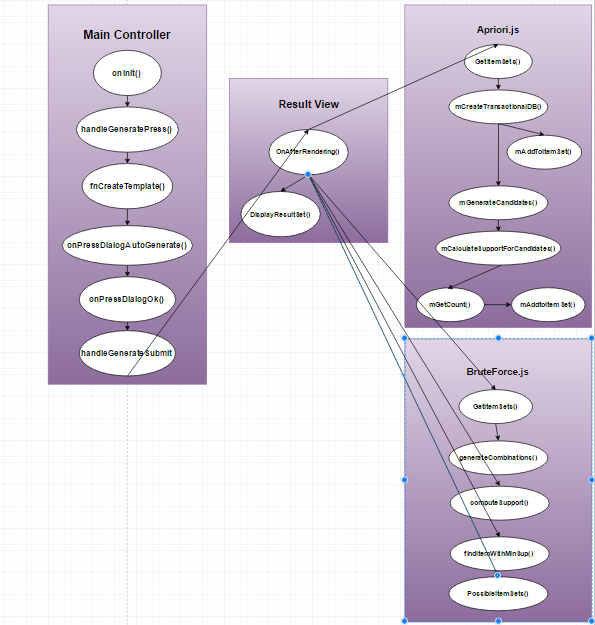 Main Controller
onInit()
handleGeneratePress()
fnCreateTemplate()
onPressDialogAutoGenerate()
onPressDialogOk()
handleGenerateSubmit
Result View
OnAfterRendering()
DisplayResultSet()
Apriori.js
GetItemSets()
mCreateTransactionalDB()
mAddToItemSet()
mGenerateCandidates()
mCalculateSupportForCandidates()
mGetCount()
mAddtoItemSet()
BruteForce.js
GetItemSets()
generateCombinations()
computeSupport()
findItemWithMinSup()
PossibleItemSets()